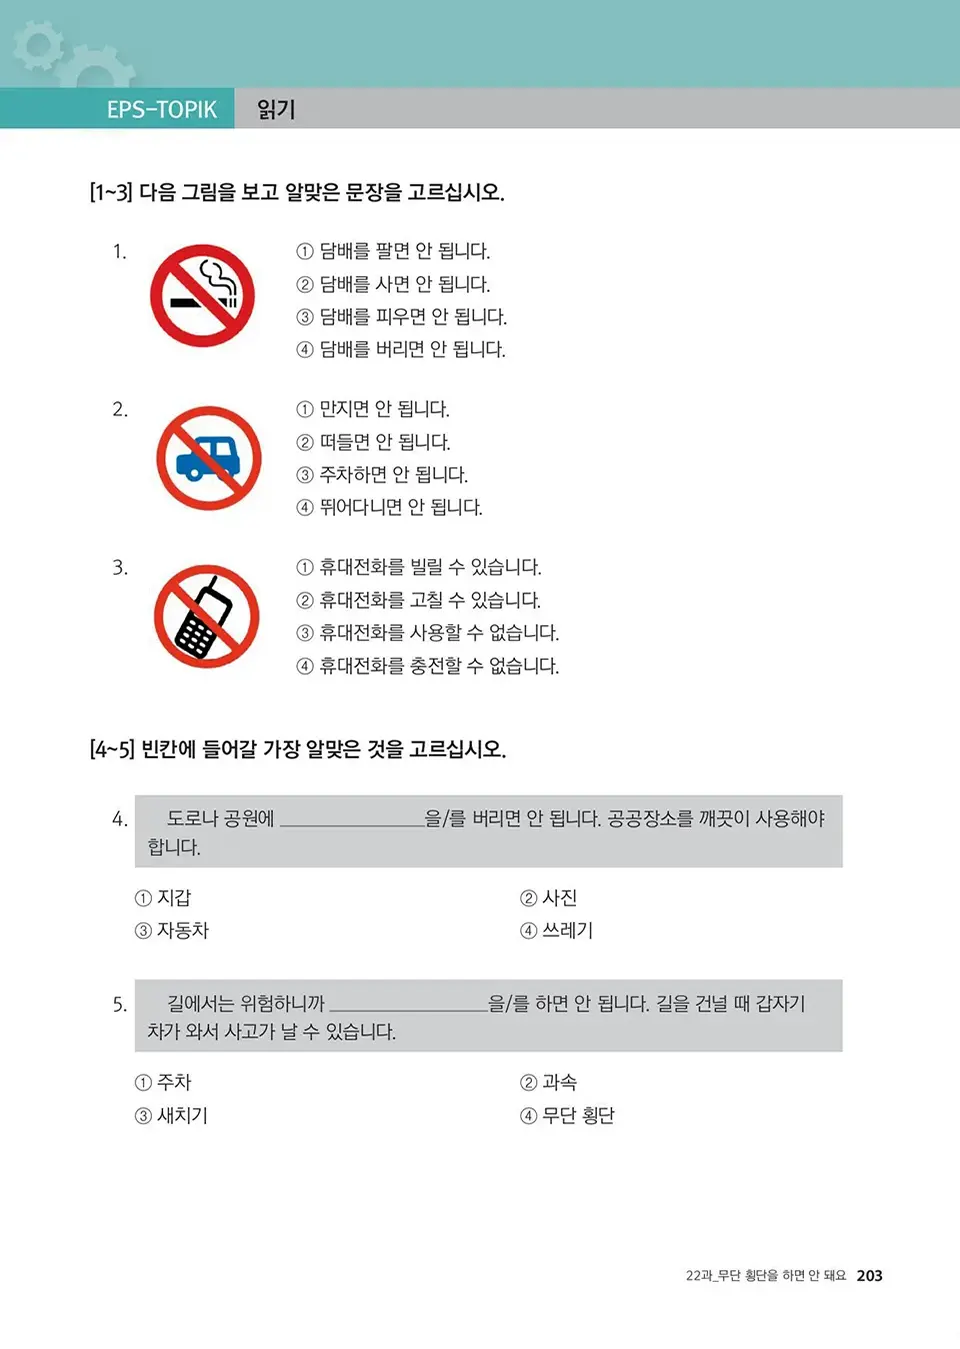 EPS-TOPIK 읽기
[1~3] 다음 그림을 보고 알맞은 문장을 고르십시오.
1.
① 담배를 팔면 안 됩니다.
② 담배를 사면 안 됩니다.
③ 담배를 피우면 안 됩니다.
④ 담배를 버리면 안 됩니다.
2.
① 만지면 안 됩니다.
② 떠들면 안 됩니다.
③ 주차하면 안 됩니다.
④ 뛰어다니면 안 됩니다.
3.
① 휴대전화를 빌릴 수 있습니다.
② 휴대전화를 고칠 수 있습니다.
③ 휴대전화를 사용할 수 없습니다.
④ 휴대전화를 충전할 수 없습니다.
[4~5] 빈칸에 들어갈 가장 알맞은 것을 고르십시오.
4. 도로나 공원에 ______________을/를 버리면 안 됩니다. 공공장소를 깨끗이 사용해야
합니다.
① 지갑 ② 사진
③ 자동차 ④ 쓰레기
5. 길에서는 위험하니까 ______________을/를 하면 안 됩니다. 길을 건널 때 갑자기
차가 와서 사고가 날 수 있습니다.
① 주차 ② 과속
③ 새치기 ④ 무단 횡단
22과_무단 횡단을 하면 안 돼요 203